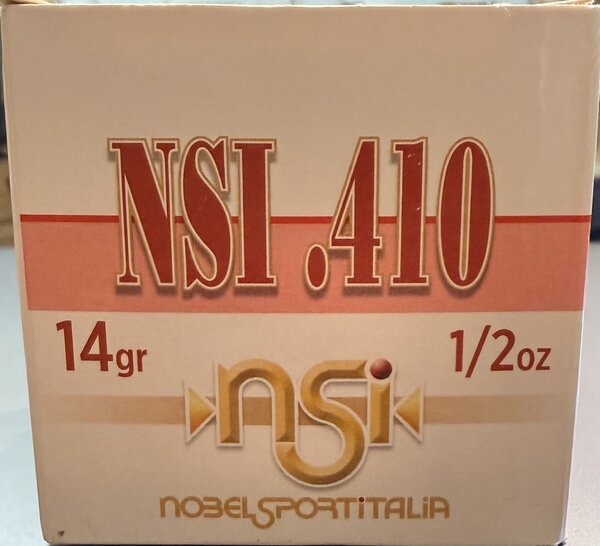 NSI .410
14gr 1/2oz
nsi
NOBELSPORTITALIA